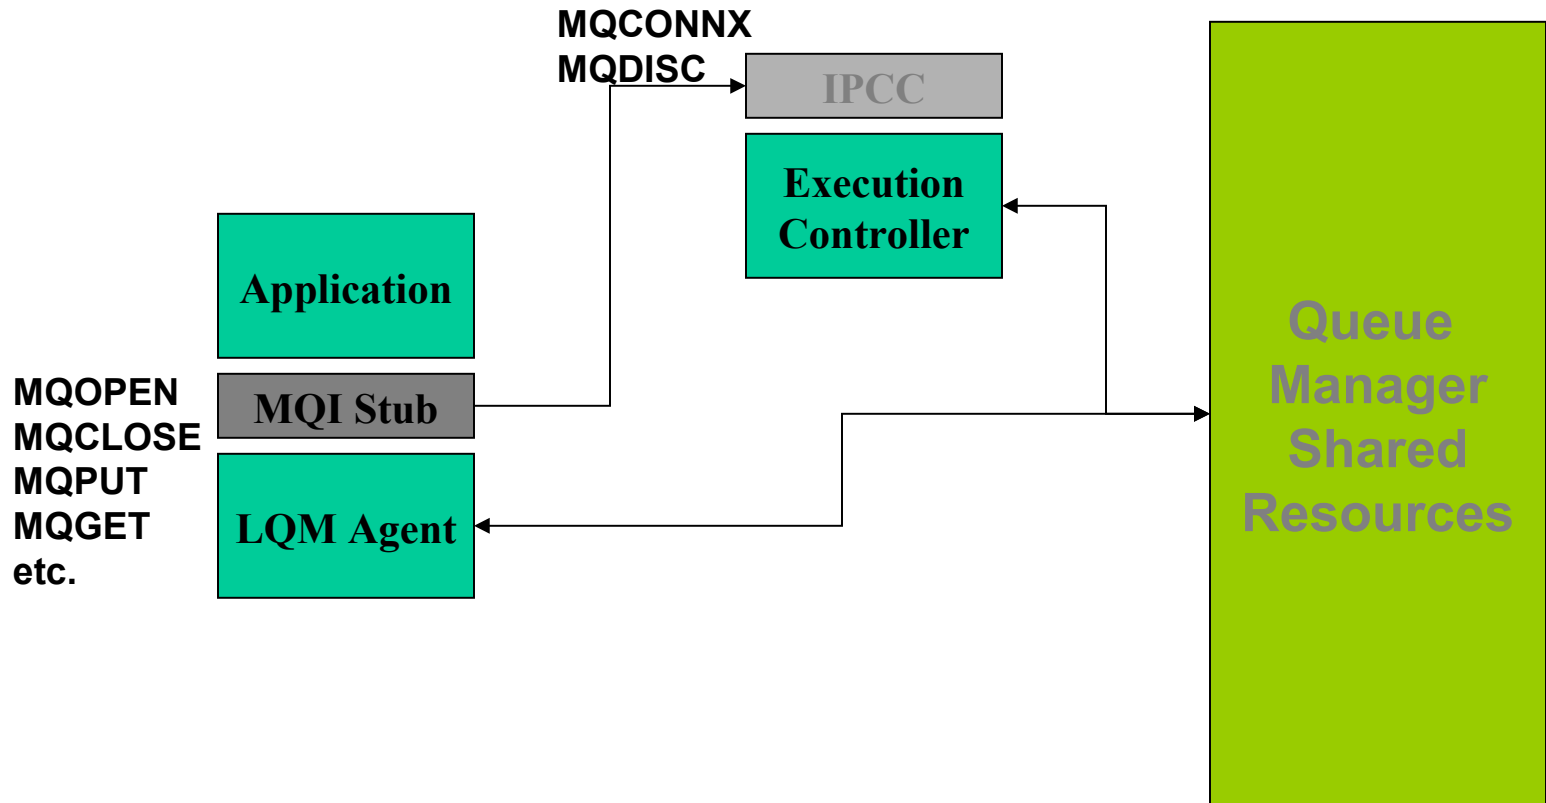 MQCONNX
MQDISC
IPCC
Execution
Controller
Application
MQOPEN
MQCLOSE
MQPUT
MQGET
etc.
MQI Stub
LQM Agent
Queue
Manager
Shared
Resources